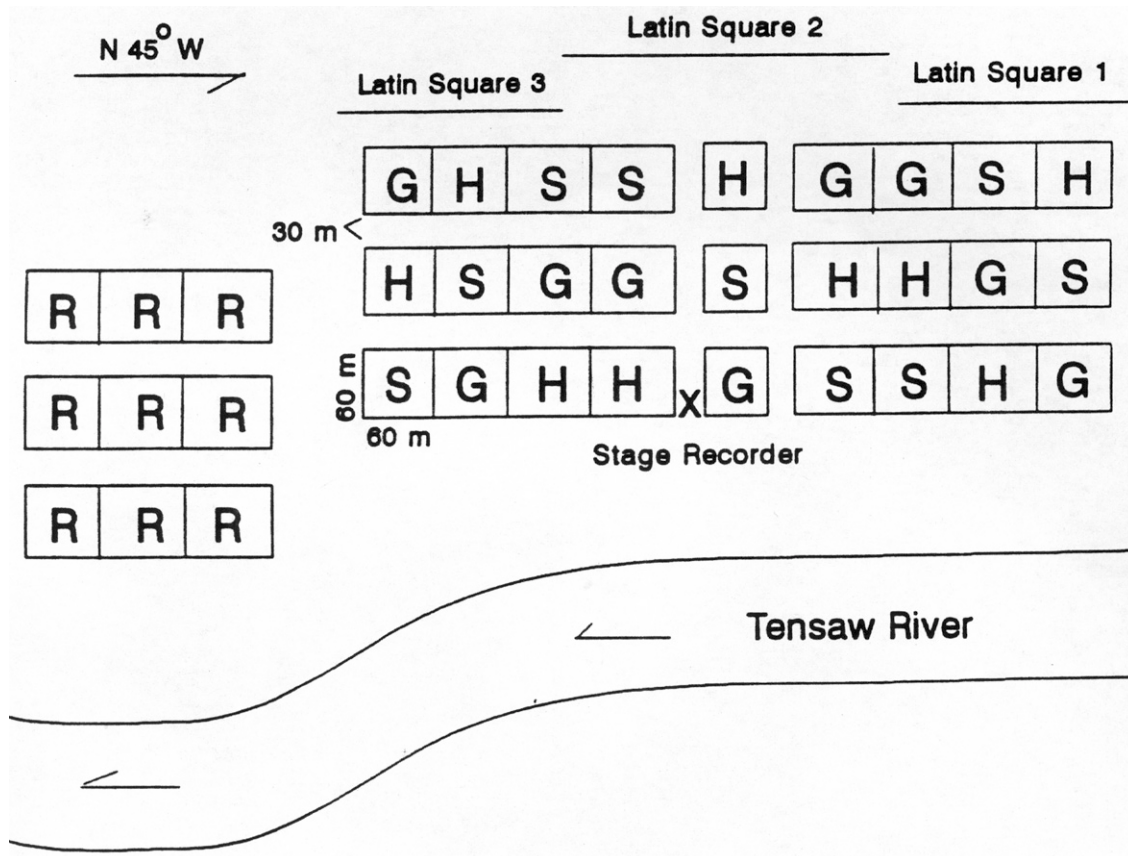 N 45° W
Latin Square 2
Latin Square 3
Latin Square 1
G H S S H G G S H
30 m
H S G G S H H G S
R R R
60 m
S G H H X G S S H G
R R R
60 m
Stage Recorder
R R R
Tensaw River